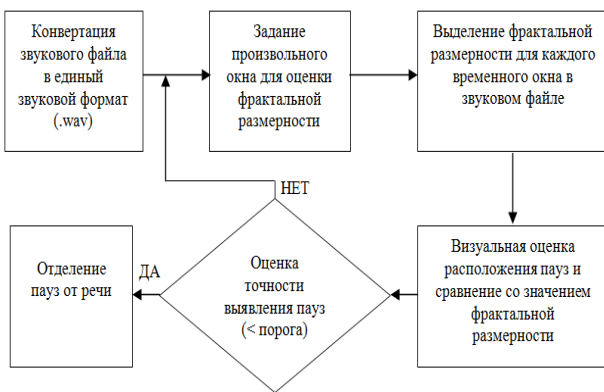 Конвертация
звукового файла
в единый
звуковой формат
(.wav)
Задание
произвольного
окна для оценки
фрактальной
размерности
Выделение фрактальной
размерности для каждого
временного окна в
звуковом файле
Визуальная оценка
расположения пауз и
сравнение со значением
фрактальной
размерности
Оценка
точности
выявления пауз
(< порога)
НЕТ
ДА
Отделение
пауз от речи